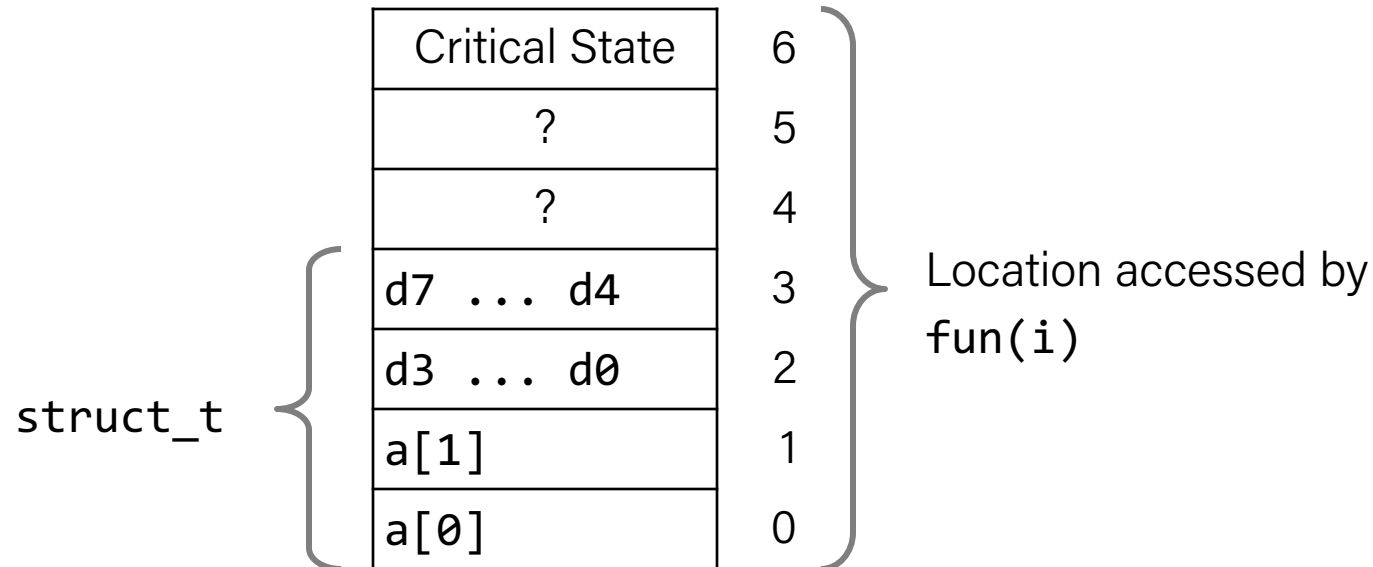 Critical State 6
? 5
? 4
d7 ... d4 3
d3 ... d0 2
a[1] 1
a[0] 0
struct_t
Location accessed by
fun(i)